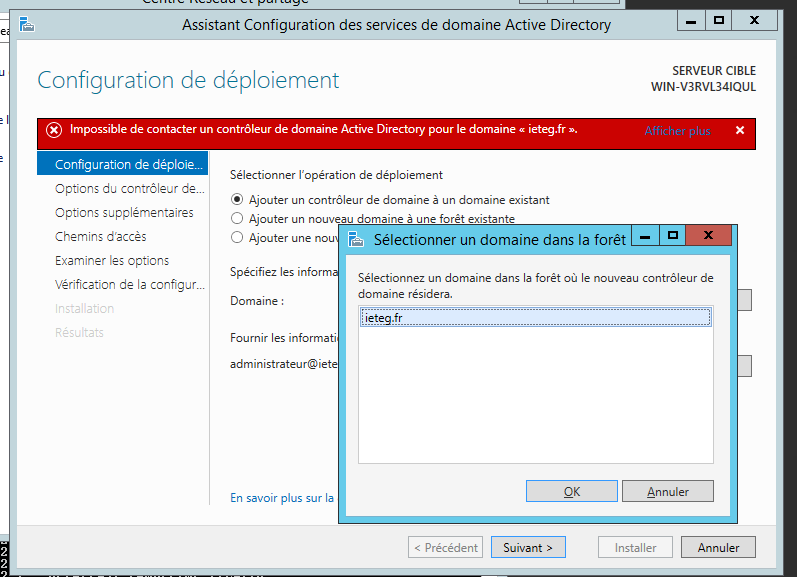 Centre Réseau et partage
Assistant Configuration des services de domaine Active Directory
Configuration de déploiement
SERVEUR CIBLE
WIN-V3RVL34IQUL
Impossible de contacter un contrôleur de domaine Active Directory pour le domaine « ieteg.fr ».
Afficher plus
Configuration de déploie...
Options du contrôleur de...
Options supplémentaires
Chemins d'accès
Examiner les options
Vérification de la configur...
Installation
Résultats
Sélectionner l'opération de déploiement
Ajouter un contrôleur de domaine à un domaine existant
Ajouter un nouveau domaine à une forêt existante
Ajouter une nouv
Spécifiez les informa
Domaine :
Fournir les informati
administrateur@iete
En savoir plus sur la
Sélectionner un domaine dans la forêt
Sélectionnez un domaine dans la forêt où le nouveau contrôleur de
domaine résidera.
ieteg.fr
OK
Annuler
< Précédent
Suivant >
Installer
Annuler